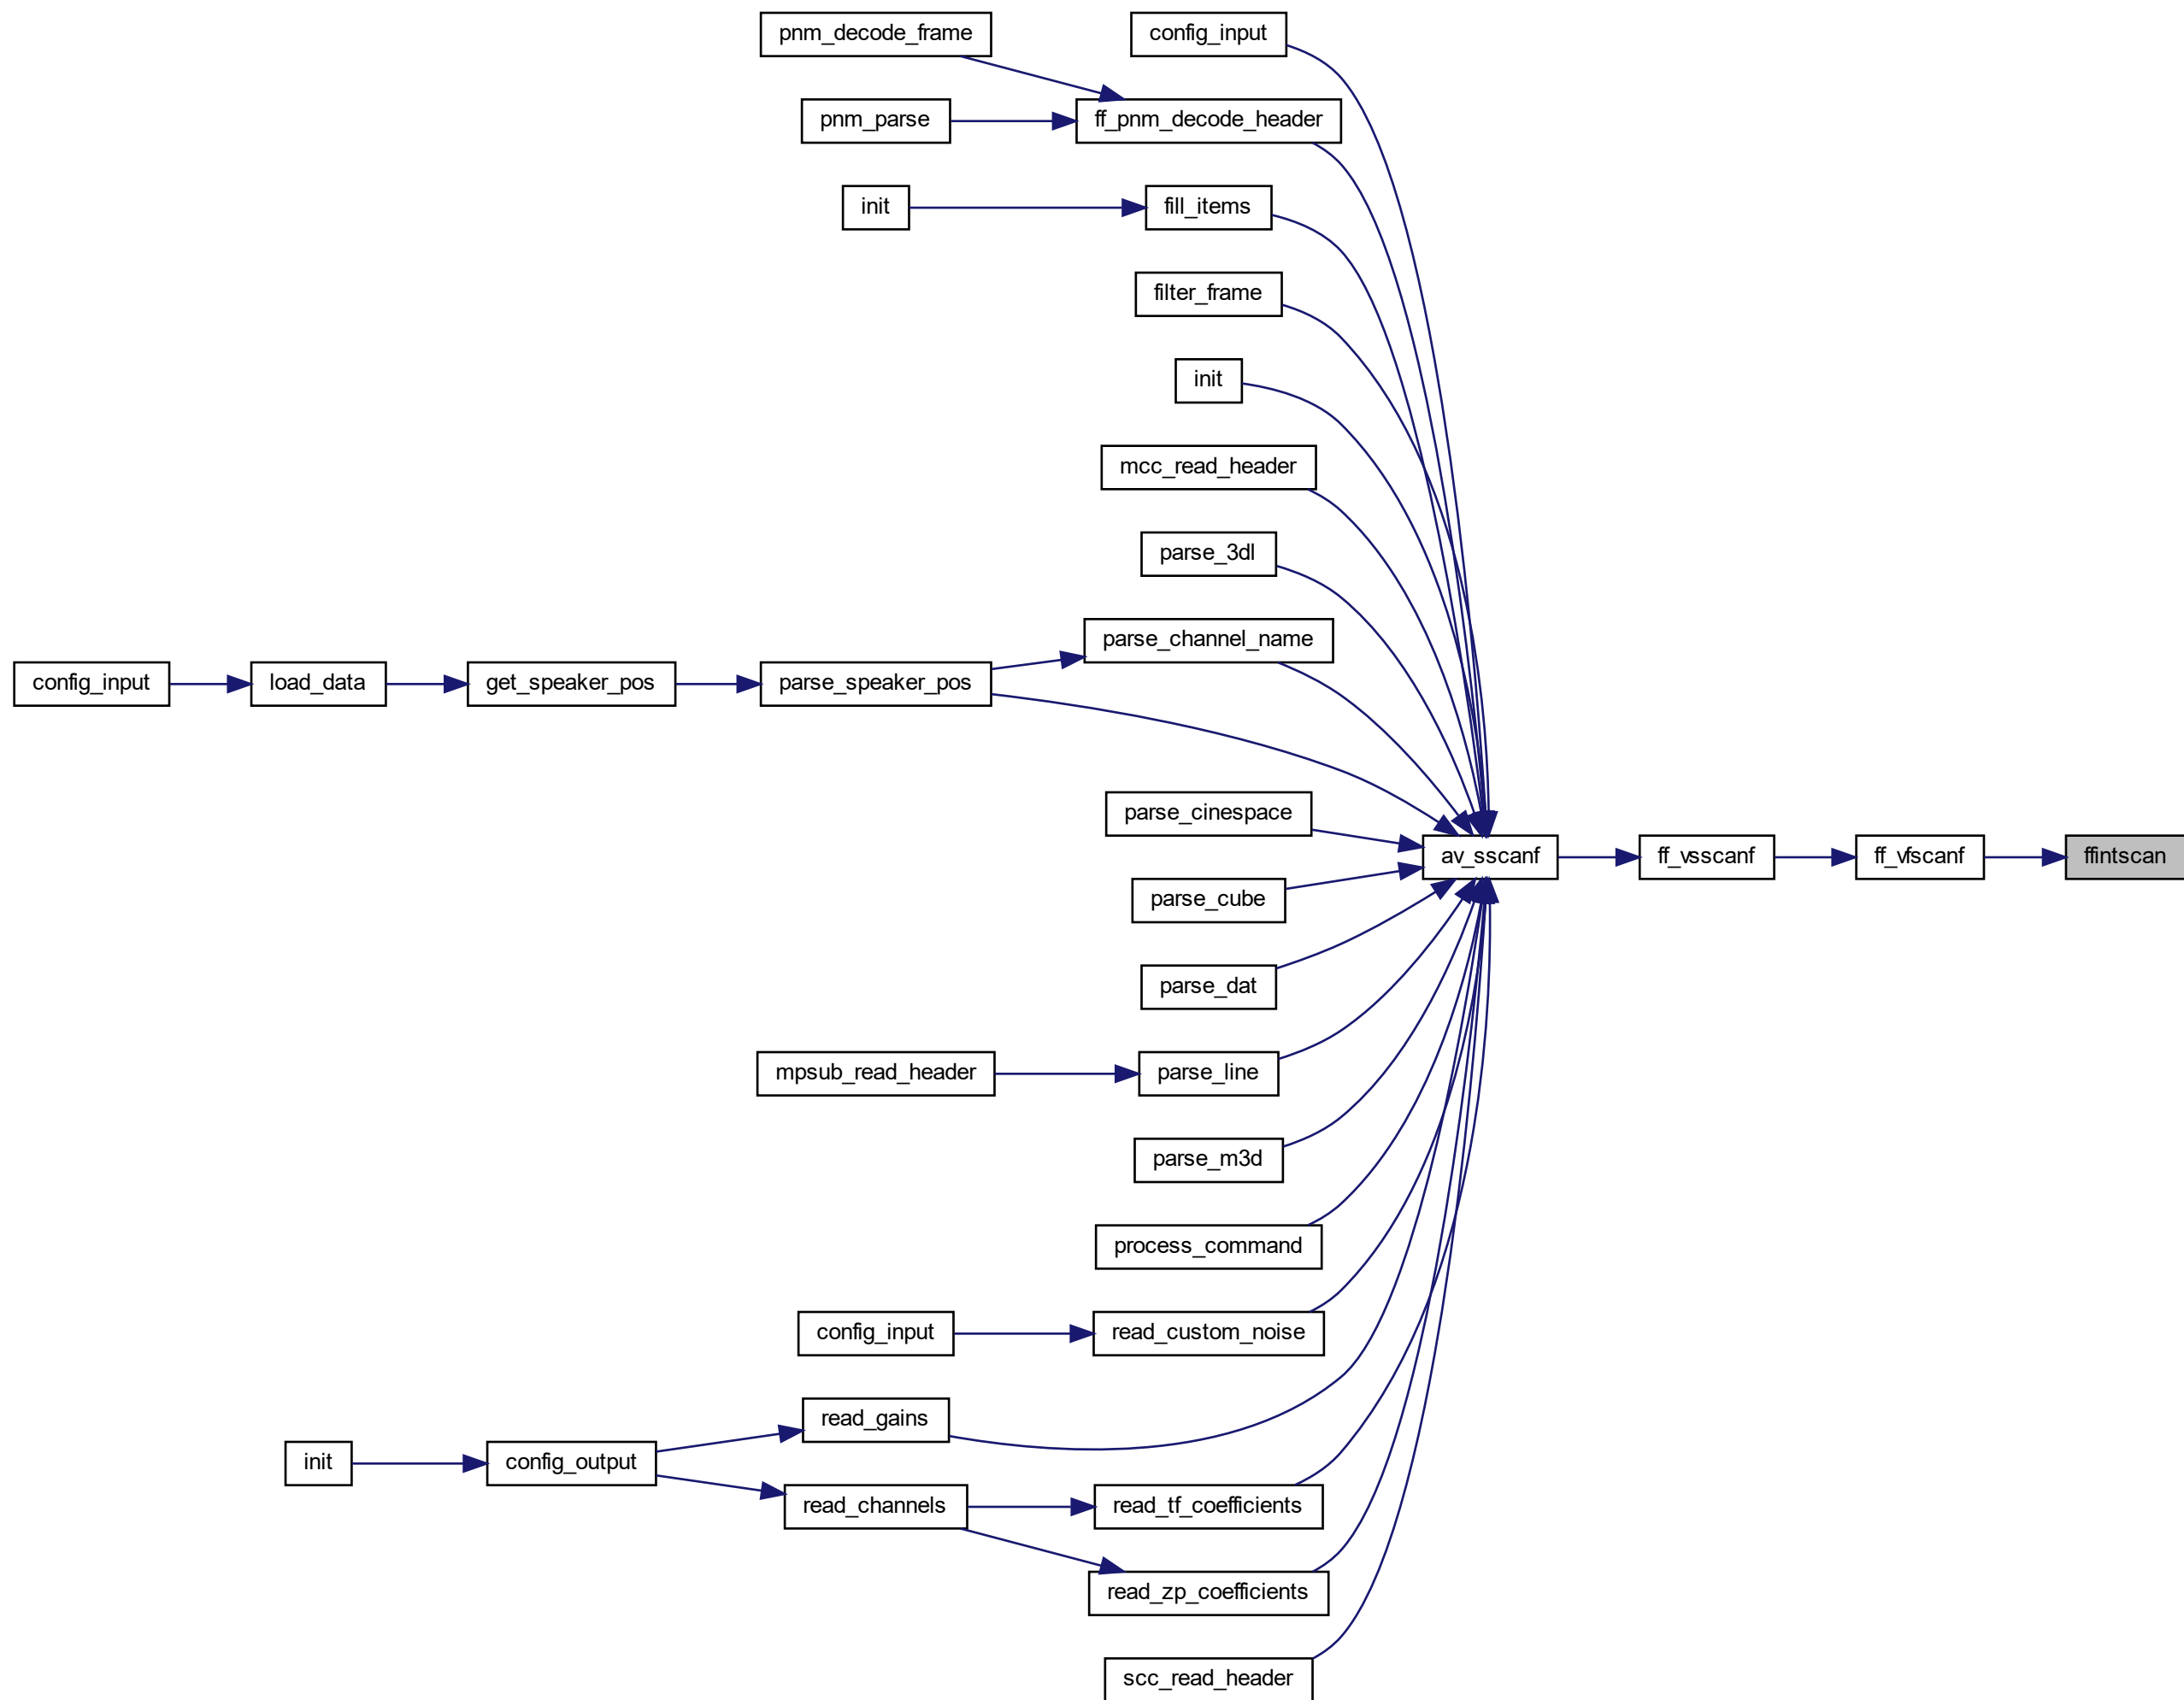 pnm_decode_frame
config_input
pnm_parse
ff_pnm_decode_header
init
fill_items
filter_frame
init
mcc_read_header
parse_3dl
parse_channel_name
config_input
load_data
get_speaker_pos
parse_speaker_pos
parse_cinespace
av_sscanf
ff_vsscanf
ff_vfscanf
ffintscan
parse_cube
parse_dat
mpsub_read_header
parse_line
parse_m3d
process_command
config_input
read_custom_noise
read_gains
init
config_output
read_channels
read_tf_coefficients
read_zp_coefficients
scc_read_header